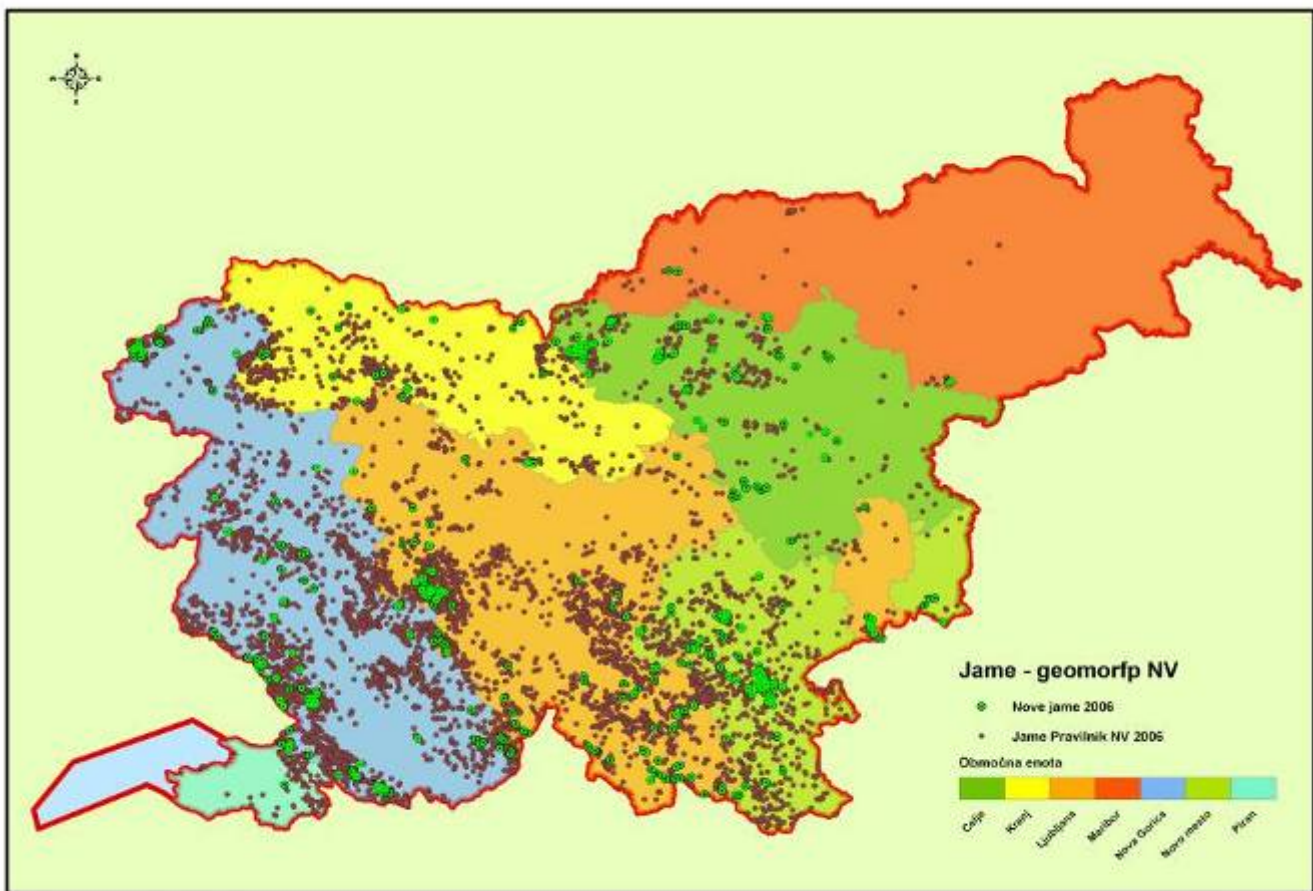 Jame - geomorfp NV
Nove jame 2006
Jame Pravilnik NV 2006
Območna enota
Celje
Kranj
Ljubljana
Maribor
Nova Gorica
Novo mesto
Piran